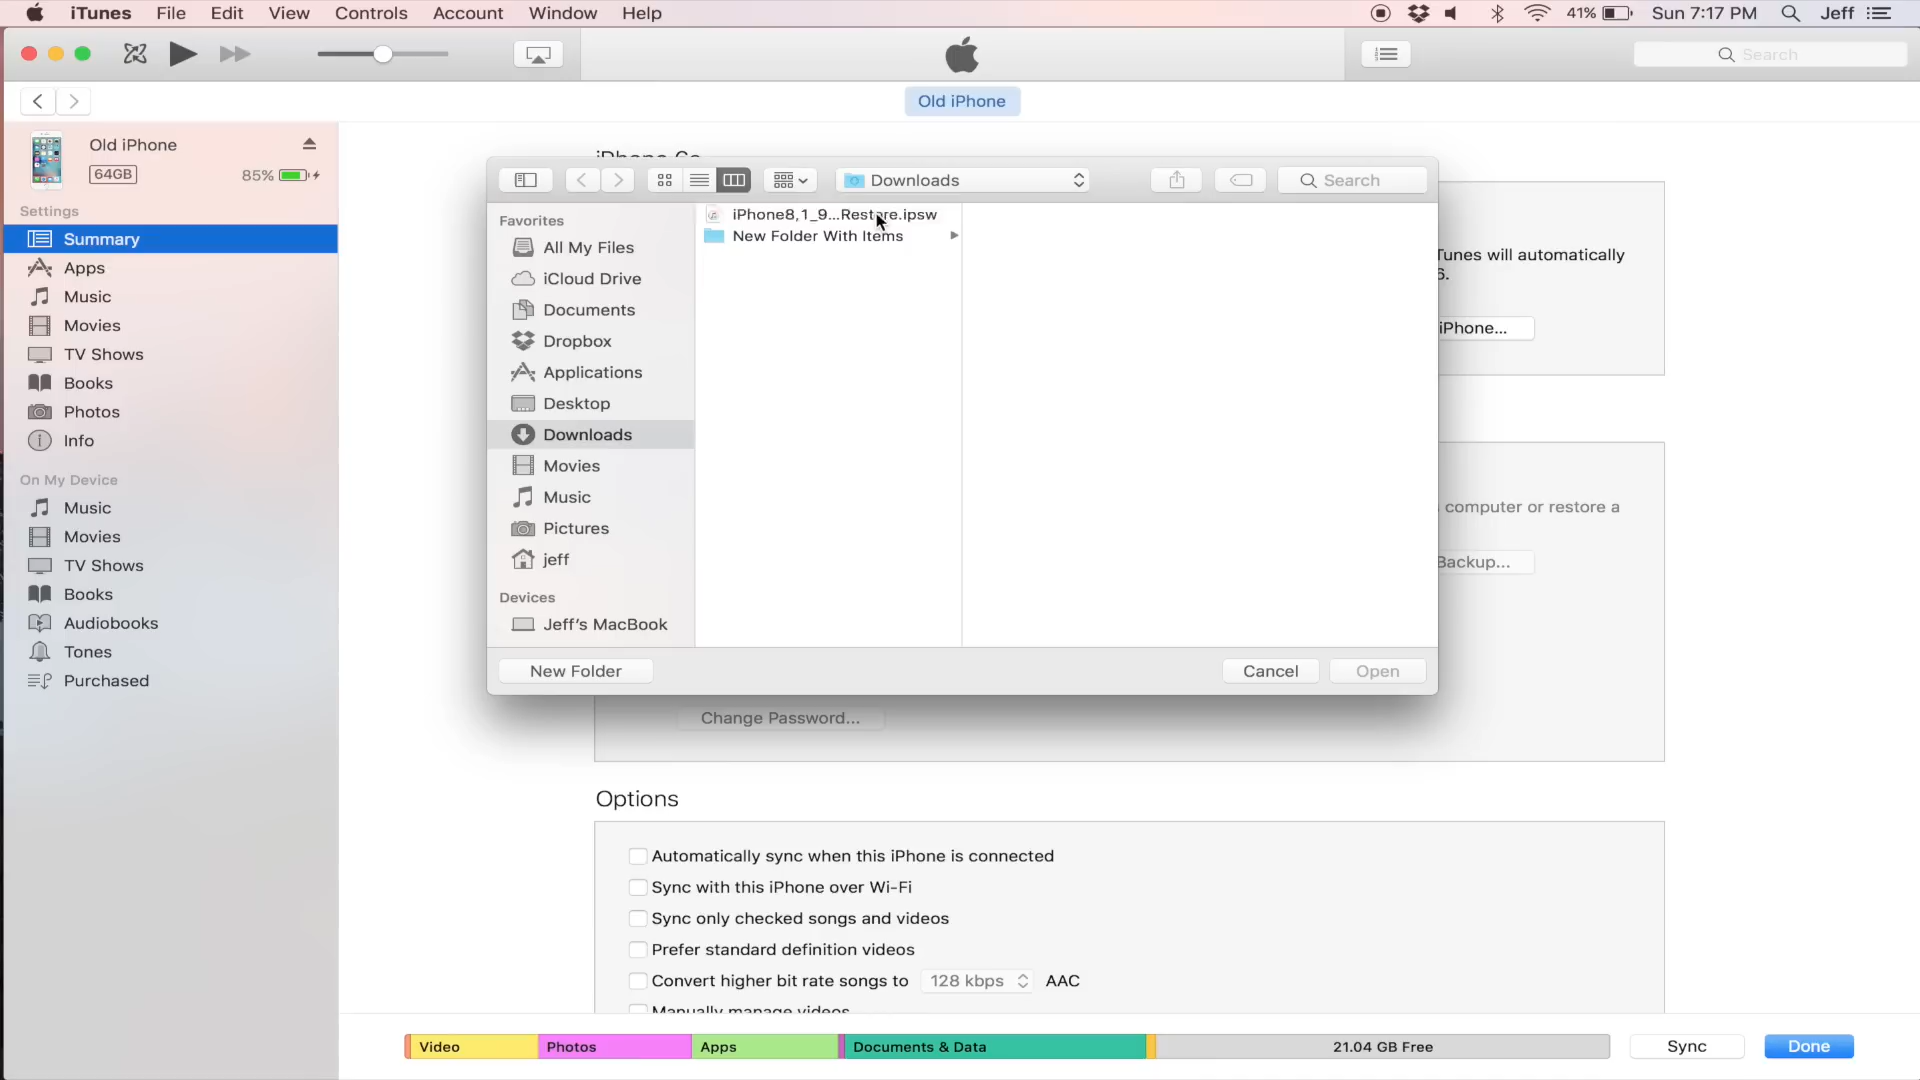 iTunes File Edit View Controls Account Window Help 41% Sun 7:17 PM Jeff
Search
Old iPhone
Old iPhone
64GB 85%
Settings
Summary
Apps
Music
Movies
TV Shows
Books
Photos
Info
On My Device
Music
Movies
TV Shows
Books
Audiobooks
Tones
Purchased
Downloads
Search
Favorites
All My Files
iCloud Drive
Documents
Dropbox
Applications
Desktop
Downloads
Movies
Music
Pictures
jeff
Devices
Jeff's MacBook
iPhone8,1_9...Restore.ipsw
New Folder With Items
New Folder Cancel Open
Tunes will automatically
iPhone...
computer or restore a
Backup...
Change Password...
Options
Automatically sync when this iPhone is connected
Sync with this iPhone over Wi-Fi
Sync only checked songs and videos
Prefer standard definition videos
Convert higher bit rate songs to 128 kbps AAC
Manually manage videos
Video Photos Apps Documents & Data 21.04 GB Free Sync Done